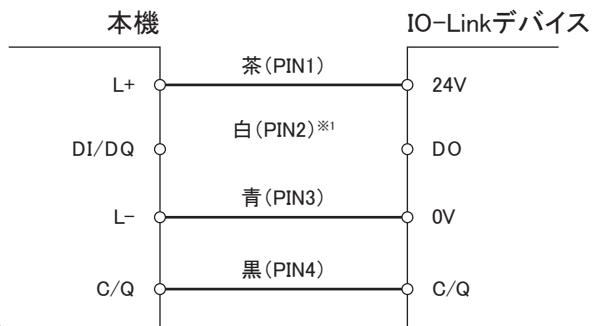 本機 IO-Linkデバイス
茶(PIN1)
L+ 24V
白(PIN2)※1
DI/DQ DO
青(PIN3)
L- 0V
黒(PIN4)
C/Q C/Q